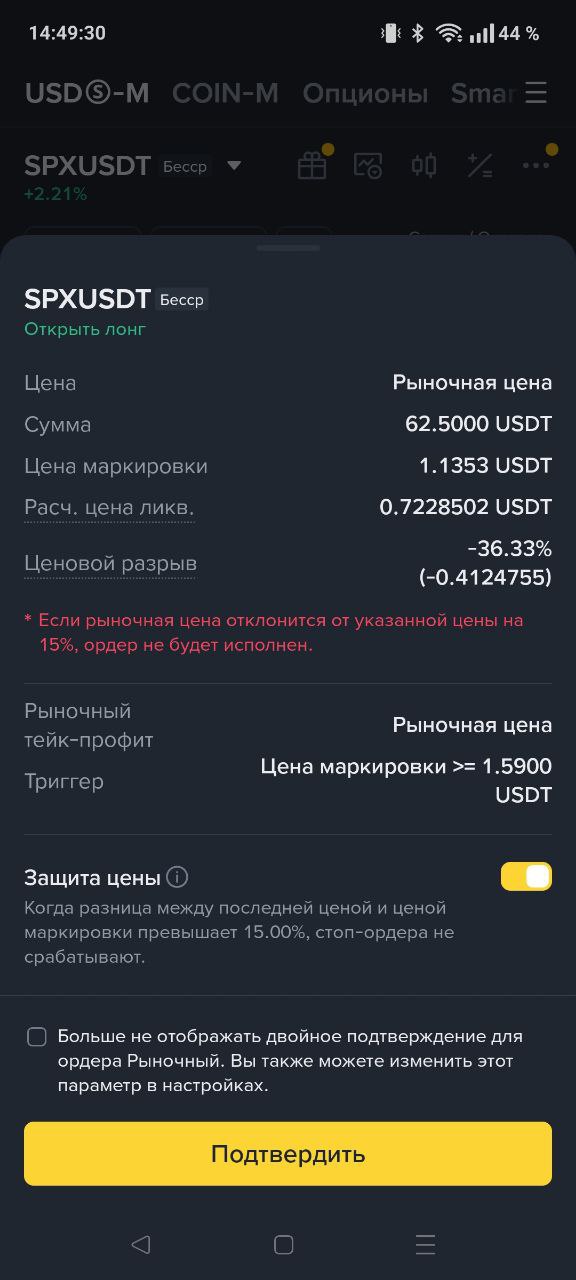 14:49:30
44 %
USDⓈ-M COIN-M Опционы Smar
SPXUSDT Бесср
+2.21%
SPXUSDT Бесср
Открыть лонг
Цена Рыночная цена
Сумма 62.5000 USDT
Цена маркировки 1.1353 USDT
Расч. цена ликв. 0.7228502 USDT
Ценовой разрыв -36.33%
(-0.4124755)
* Если рыночная цена отклонится от указанной цены на
15%, ордер не будет исполнен.
Рыночный
тейк-профит Рыночная цена
Триггер Цена маркировки >= 1.5900
USDT
Защита цены
Когда разница между последней ценой и ценой
маркировки превышает 15.00%, стоп-ордера не
срабатывают.
Больше не отображать двойное подтверждение для
ордера Рыночный. Вы также можете изменить этот
параметр в настройках.
Подтвердить